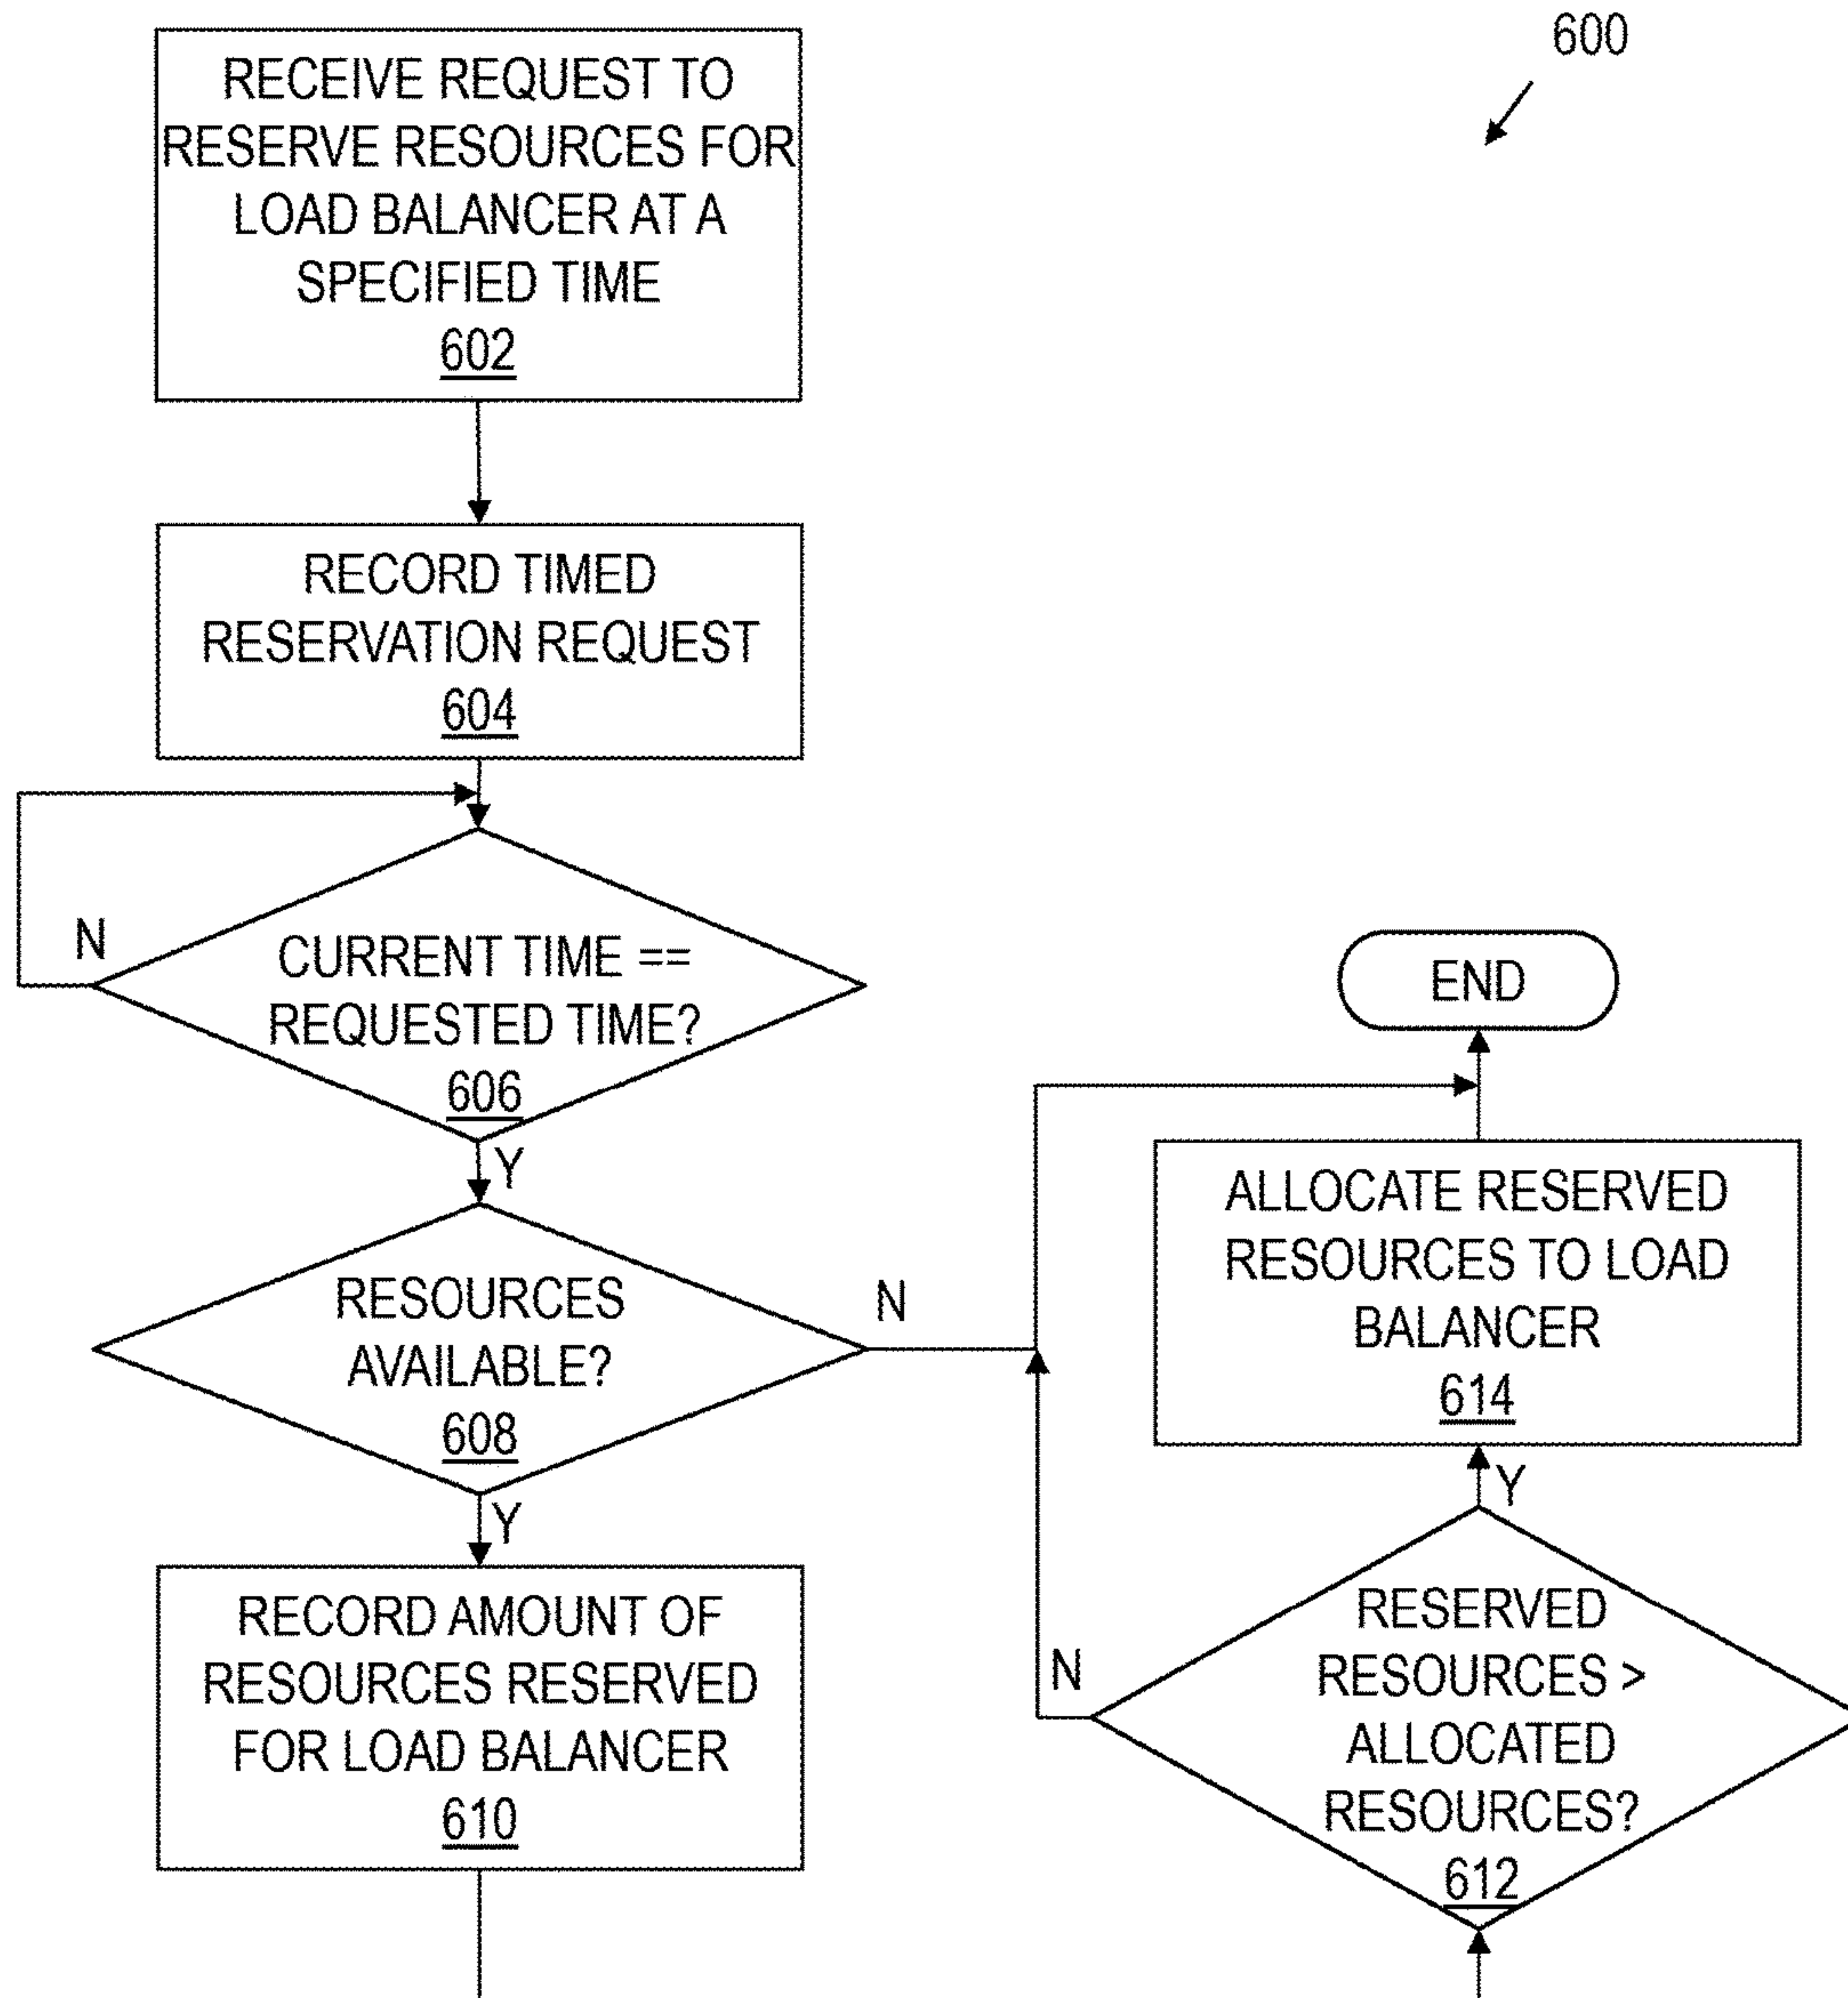 600
RECEIVE REQUEST TO
RESERVE RESOURCES FOR
LOAD BALANCER AT A
SPECIFIED TIME
602
RECORD TIMED
RESERVATION REQUEST
604
N
CURRENT TIME ==
REQUESTED TIME?
606
Y
RESOURCES
AVAILABLE?
608
N
Y
RECORD AMOUNT OF
RESOURCES RESERVED
FOR LOAD BALANCER
610
END
ALLOCATE RESERVED
RESOURCES TO LOAD
BALANCER
614
Y
N
RESERVED
RESOURCES >
ALLOCATED
RESOURCES?
612